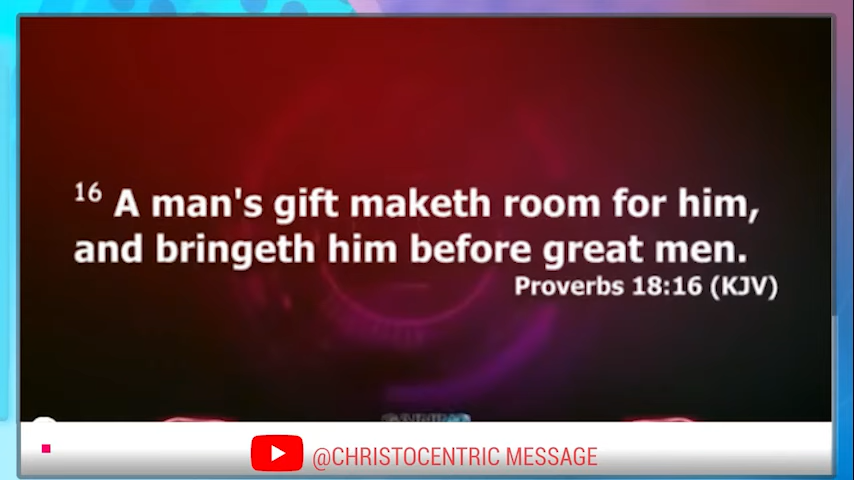 16 A man's gift maketh room for him,
and bringeth him before great men.
Proverbs 18:16 (KJV)
@CHRISTOCENTRIC MESSAGE